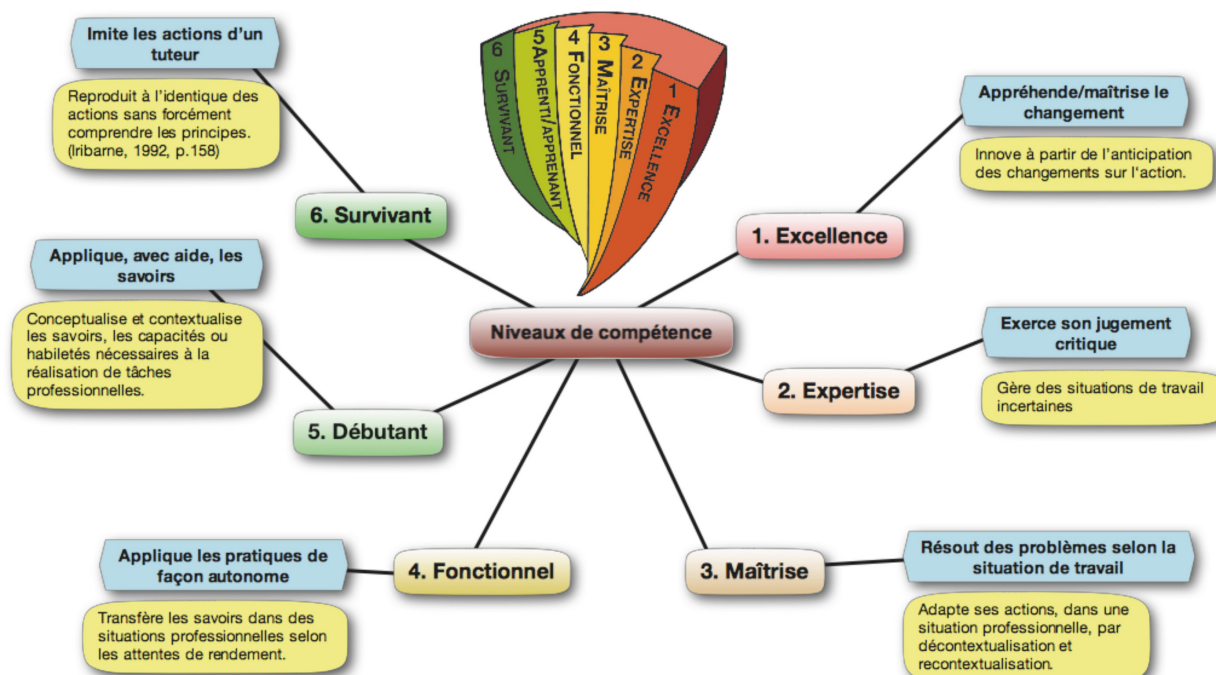 Imite les actions d'un
tuteur
Reproduit à l'identique des
actions sans forcément
comprendre les principes.
(Iribarne, 1992, p.158)
6. Survivant
Applique, avec aide, les
savoirs
Conceptualise et contextualise
les savoirs, les capacités ou
habiletés nécessaires à la
réalisation de tâches
professionnelles.
5. Débutant
Applique les pratiques de
façon autonome
Transfère les savoirs dans des
situations professionnelles selon
les attentes de rendement.
4. Fonctionnel
6 SURVIVANT
5 APPRENTI/APPRENANT
4 FONCTIONNEL
3 MAÎTRISE
2 EXPERTISE
1 EXCELLENCE
Niveaux de compétence
Appréhende/maîtrise le
changement
Innove à partir de l'anticipation
des changements sur l'action.
1. Excellence
Exerce son jugement
critique
Gère des situations de travail
incertaines
2. Expertise
Résout des problèmes selon la
situation de travail
Adapte ses actions, dans une
situation professionnelle, par
décontextualisation et
recontextualisation.
3. Maîtrise